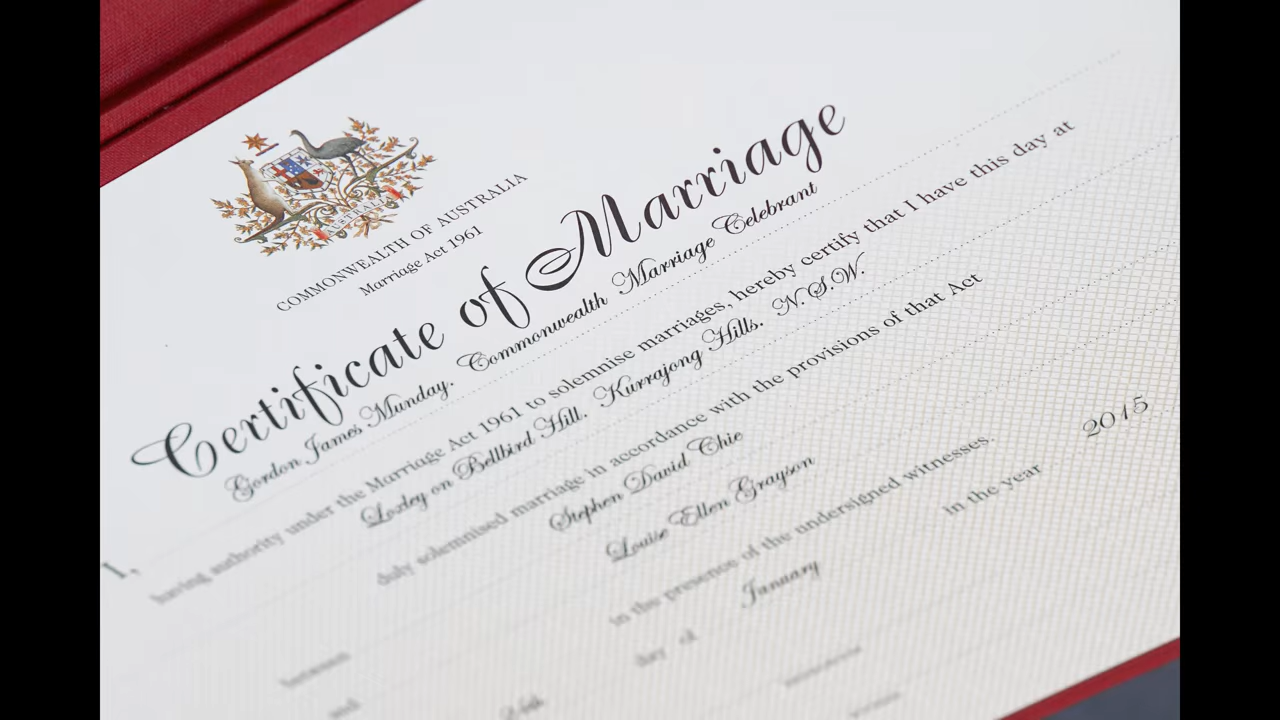 AUSTRALIA
COMMONWEALTH OF AUSTRALIA
Marriage Act 1961
Certificate of Marriage
I, Gordon James Munday. Commonwealth Marriage Celebrant
having authority under the Marriage Act 1961 to solemnise marriages, hereby certify that I have this day at
Loxley on Bellbird Hill. Kurrajong Hills. N.S.W.
duly solemnised marriage in accordance with the provisions of that Act
between Stephen David Chie
and Louise Ellen Grayson
in the presence of the undersigned witnesses.
24th day of January in the year 2015